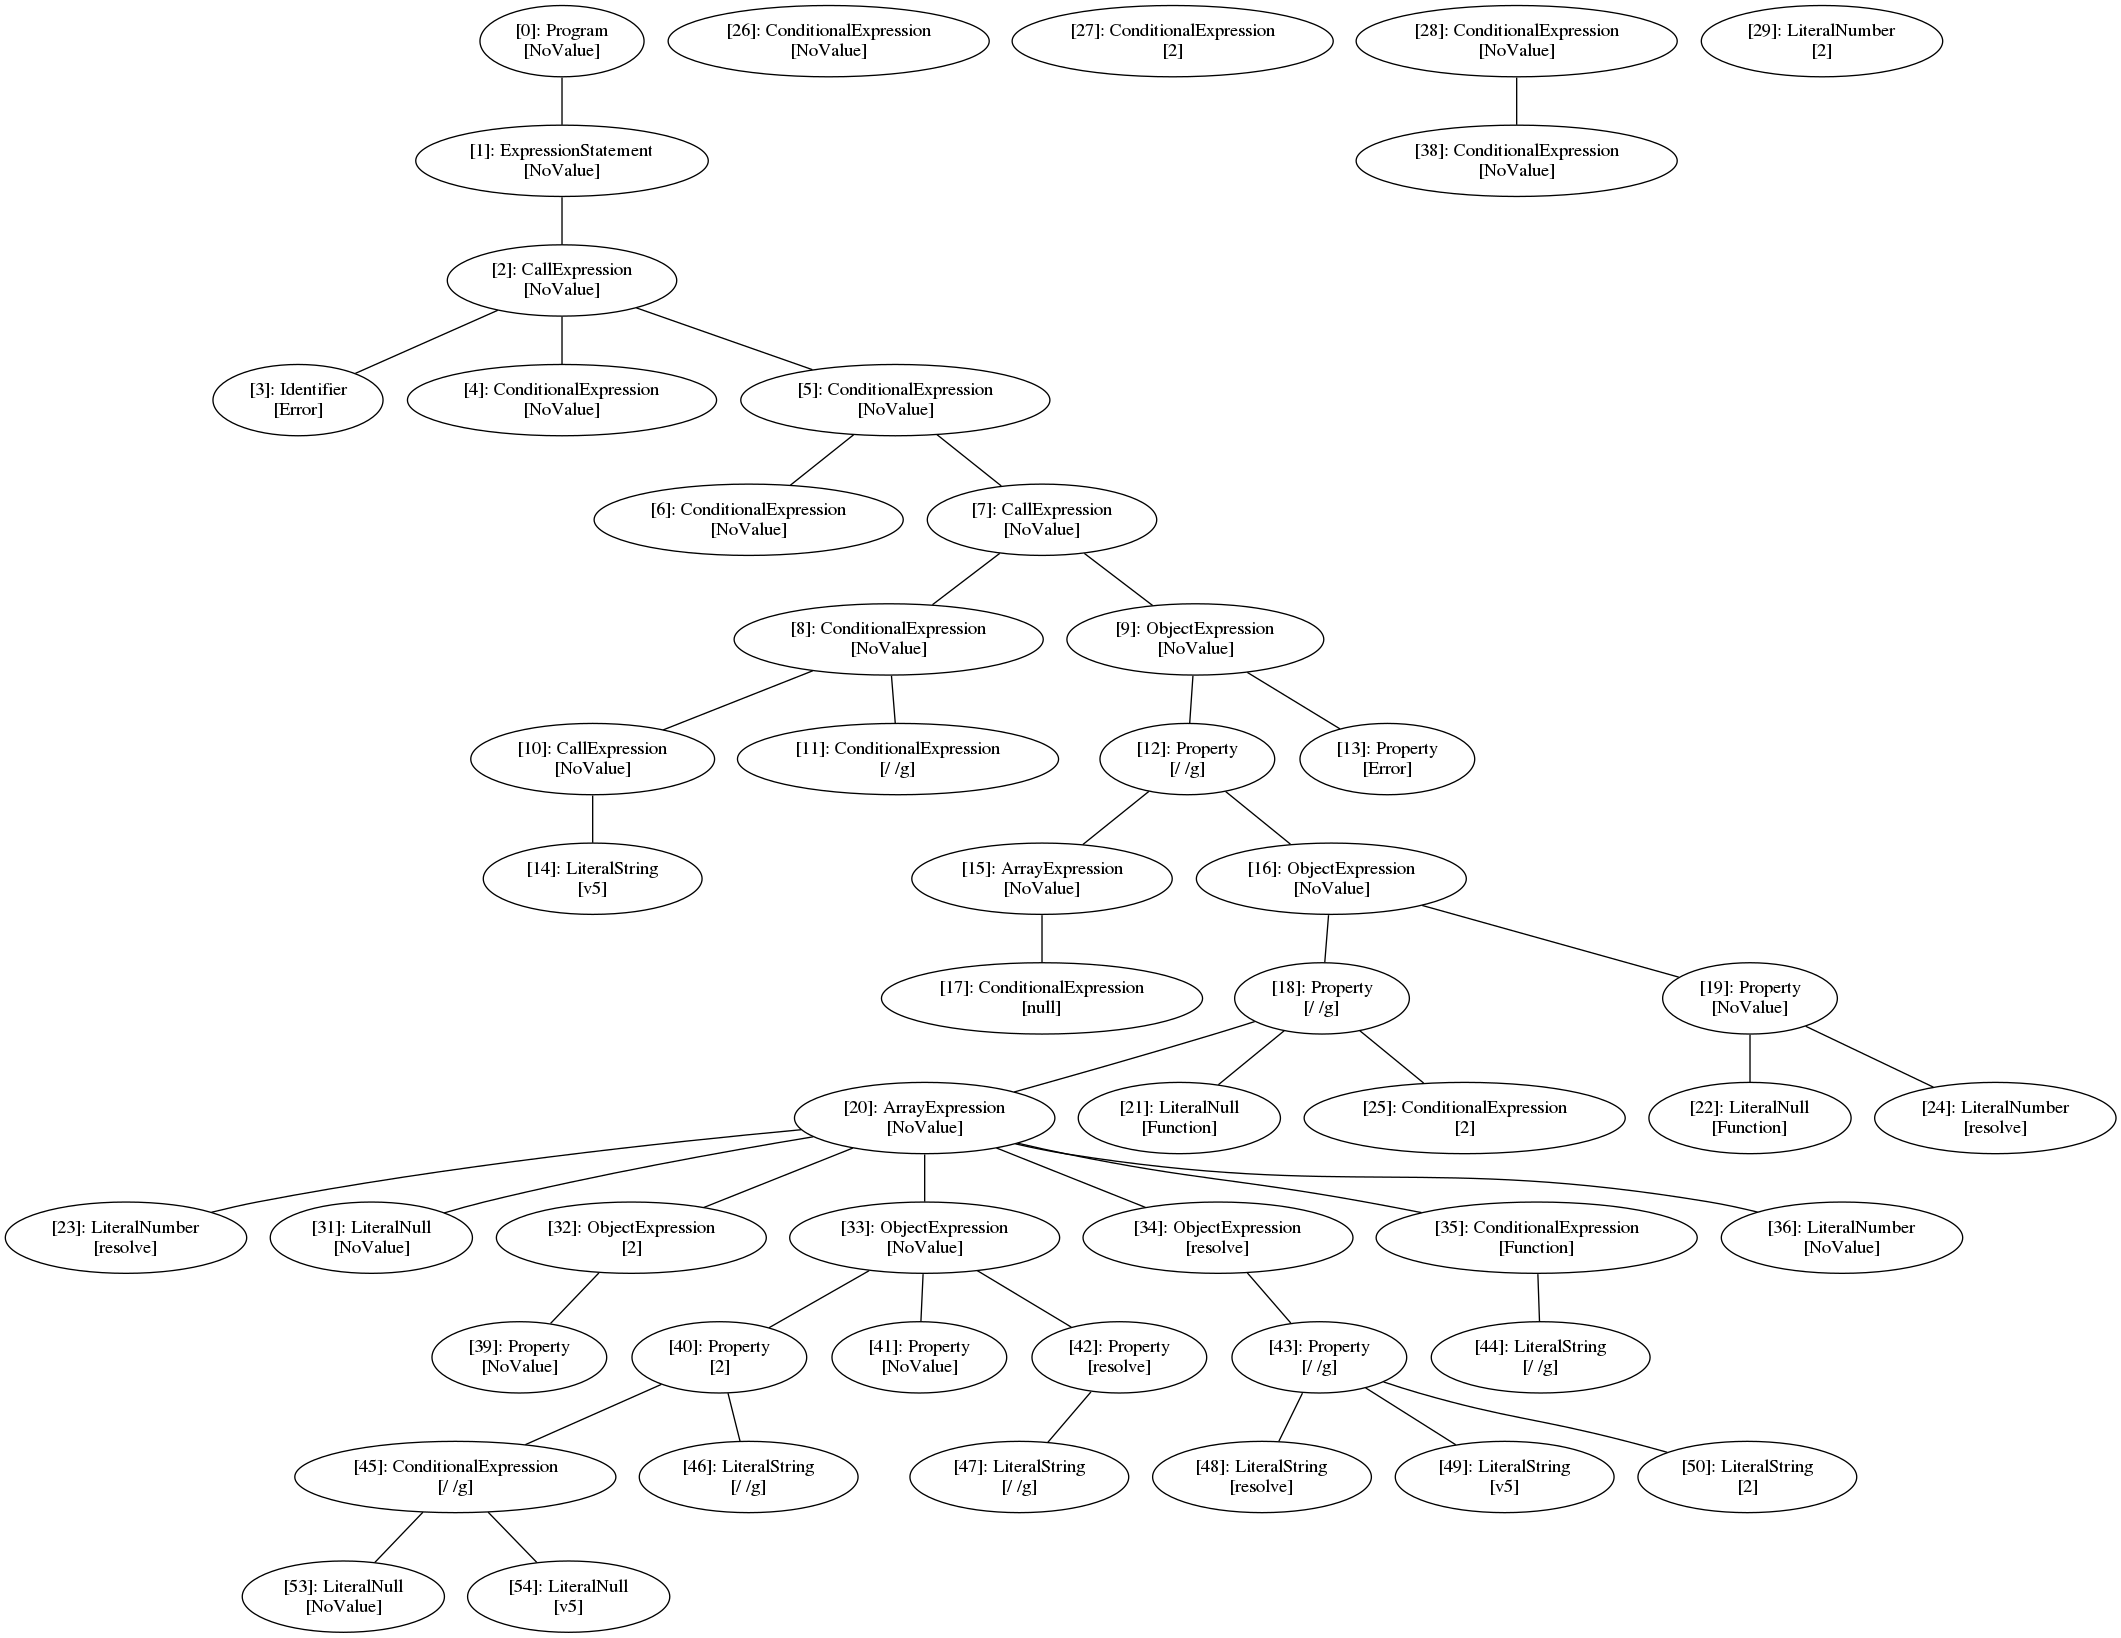 [0]: Program
[NoValue]
[26]: ConditionalExpression
[NoValue]
[27]: ConditionalExpression
[2]
[28]: ConditionalExpression
[NoValue]
[29]: LiteralNumber
[2]
[1]: ExpressionStatement
[NoValue]
[38]: ConditionalExpression
[NoValue]
[2]: CallExpression
[NoValue]
[3]: Identifier
[Error]
[4]: ConditionalExpression
[NoValue]
[5]: ConditionalExpression
[NoValue]
[6]: ConditionalExpression
[NoValue]
[7]: CallExpression
[NoValue]
[8]: ConditionalExpression
[NoValue]
[9]: ObjectExpression
[NoValue]
[10]: CallExpression
[NoValue]
[11]: ConditionalExpression
[/ /g]
[12]: Property
[/ /g]
[13]: Property
[Error]
[14]: LiteralString
[v5]
[15]: ArrayExpression
[NoValue]
[16]: ObjectExpression
[NoValue]
[17]: ConditionalExpression
[null]
[18]: Property
[/ /g]
[19]: Property
[NoValue]
[20]: ArrayExpression
[NoValue]
[21]: LiteralNull
[Function]
[25]: ConditionalExpression
[2]
[22]: LiteralNull
[Function]
[24]: LiteralNumber
[resolve]
[23]: LiteralNumber
[resolve]
[31]: LiteralNull
[NoValue]
[32]: ObjectExpression
[2]
[33]: ObjectExpression
[NoValue]
[34]: ObjectExpression
[resolve]
[35]: ConditionalExpression
[Function]
[36]: LiteralNumber
[NoValue]
[39]: Property
[NoValue]
[40]: Property
[2]
[41]: Property
[NoValue]
[42]: Property
[resolve]
[43]: Property
[/ /g]
[44]: LiteralString
[/ /g]
[45]: ConditionalExpression
[/ /g]
[46]: LiteralString
[/ /g]
[47]: LiteralString
[/ /g]
[48]: LiteralString
[resolve]
[49]: LiteralString
[v5]
[50]: LiteralString
[2]
[53]: LiteralNull
[NoValue]
[54]: LiteralNull
[v5]